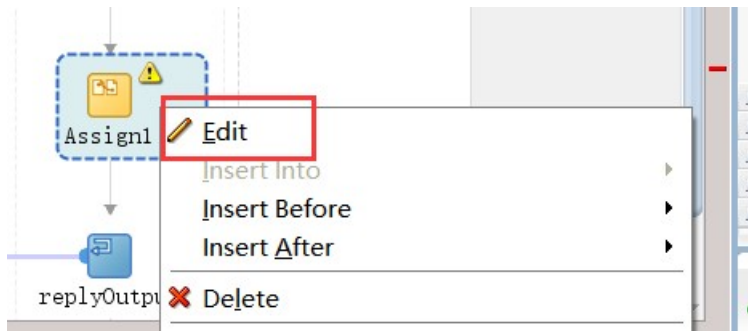 Assign1
Edit
Insert Into
Insert Before
Insert After
replyOutpu
Delete